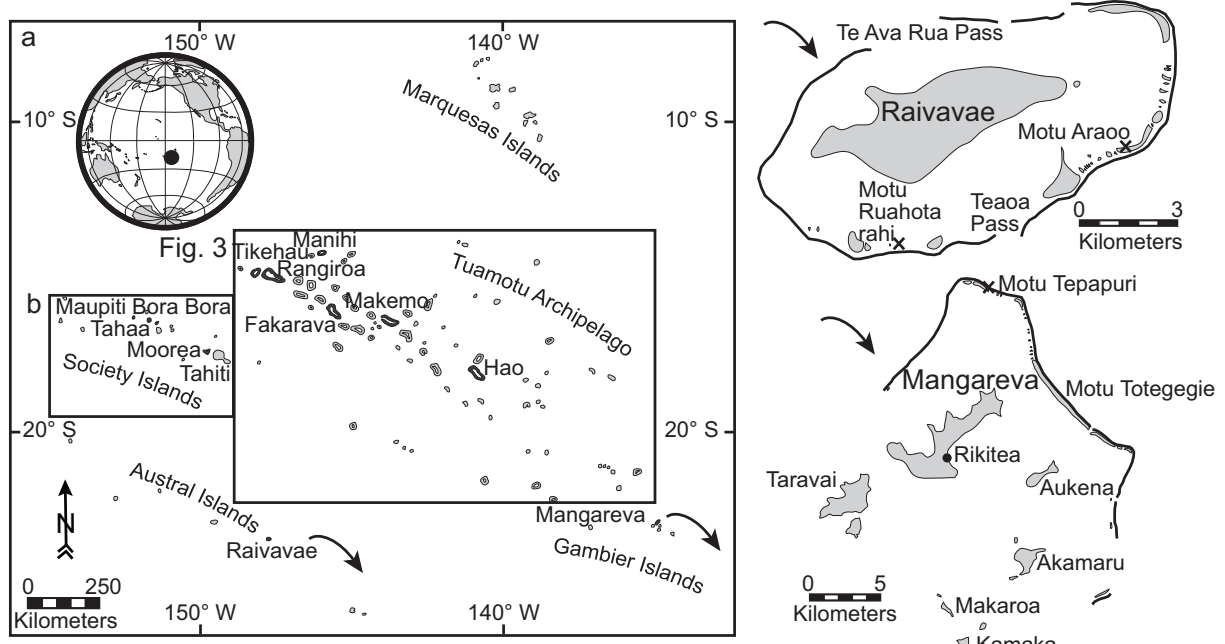 a
150° W
140° W
10° S
10° S
Marquesas Islands
Fig. 3
Manihi
Tikehau
Rangiroa
Tuamotu Archipelago
Makemo
Fakarava
Hao
b
Maupiti Bora Bora
Tahaa
Moorea
Tahiti
Society Islands
20° S
20° S
Austral Islands
Raivavae
Mangareva
Gambier Islands
N
0 250
Kilometers
150° W
140° W
Te Ava Rua Pass
Raivavae
Motu Araoo
Motu
Ruahota
rahi
Teaoa
Pass
0 3
Kilometers
Motu Tepapuri
Mangareva
Motu Totegegie
Rikitea
Taravai
Aukena
Akamaru
0 5
Kilometers
Makaroa
Kamaka